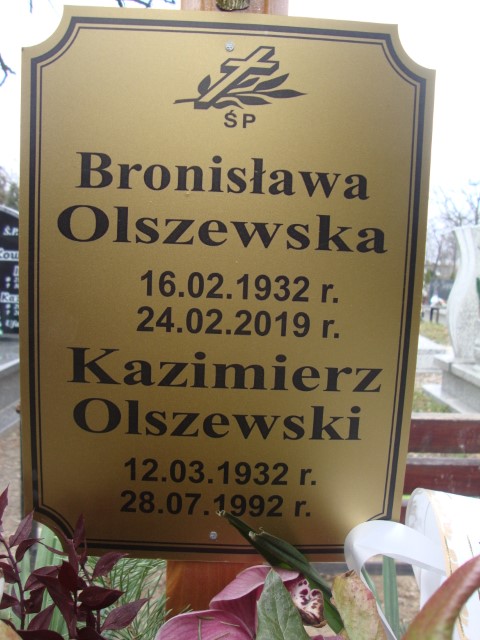 ŚP
Bronisława
Olszewska
16.02.1932 r.
24.02.2019 r.
Kazimierz
Olszewski
12.03.1932 r.
28.07.1992 r.